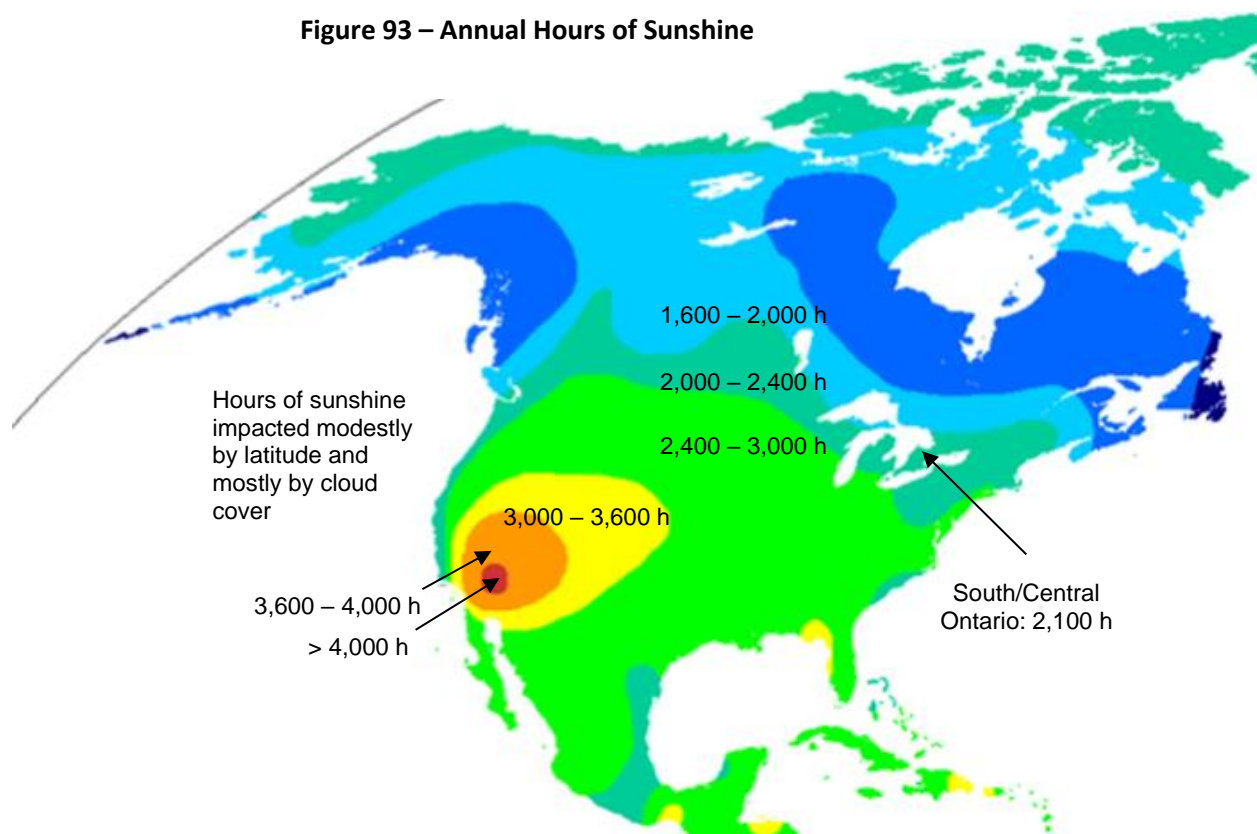 Figure 93 – Annual Hours of Sunshine
1,600 – 2,000 h
2,000 – 2,400 h
Hours of sunshine
impacted modestly
by latitude and
mostly by cloud
cover
2,400 – 3,000 h
3,000 – 3,600 h
3,600 – 4,000 h
> 4,000 h
South/Central
Ontario: 2,100 h